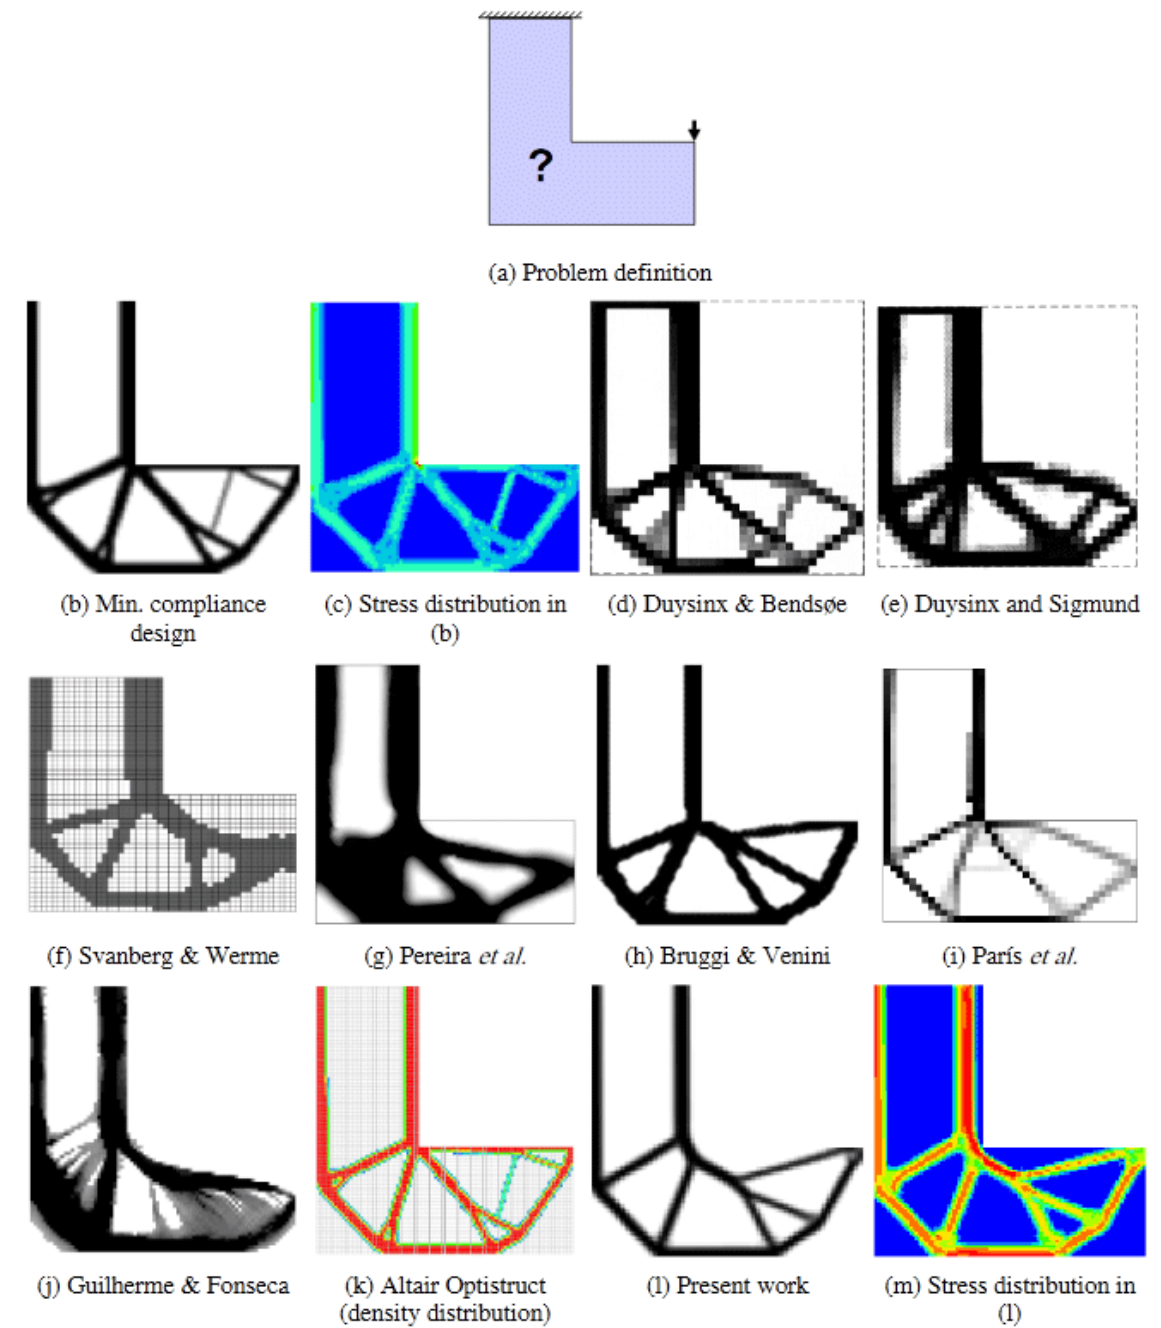 ?
(a) Problem definition
(b) Min. compliance
design
(c) Stress distribution in
(b)
(d) Duysinx & Bendsøe
(e) Duysinx and Sigmund
(f) Svanberg & Werme
(g) Pereira et al.
(h) Bruggi & Venini
(i) París et al.
(j) Guilherme & Fonseca
(k) Altair Optistruct
(density distribution)
(l) Present work
(m) Stress distribution in
(l)